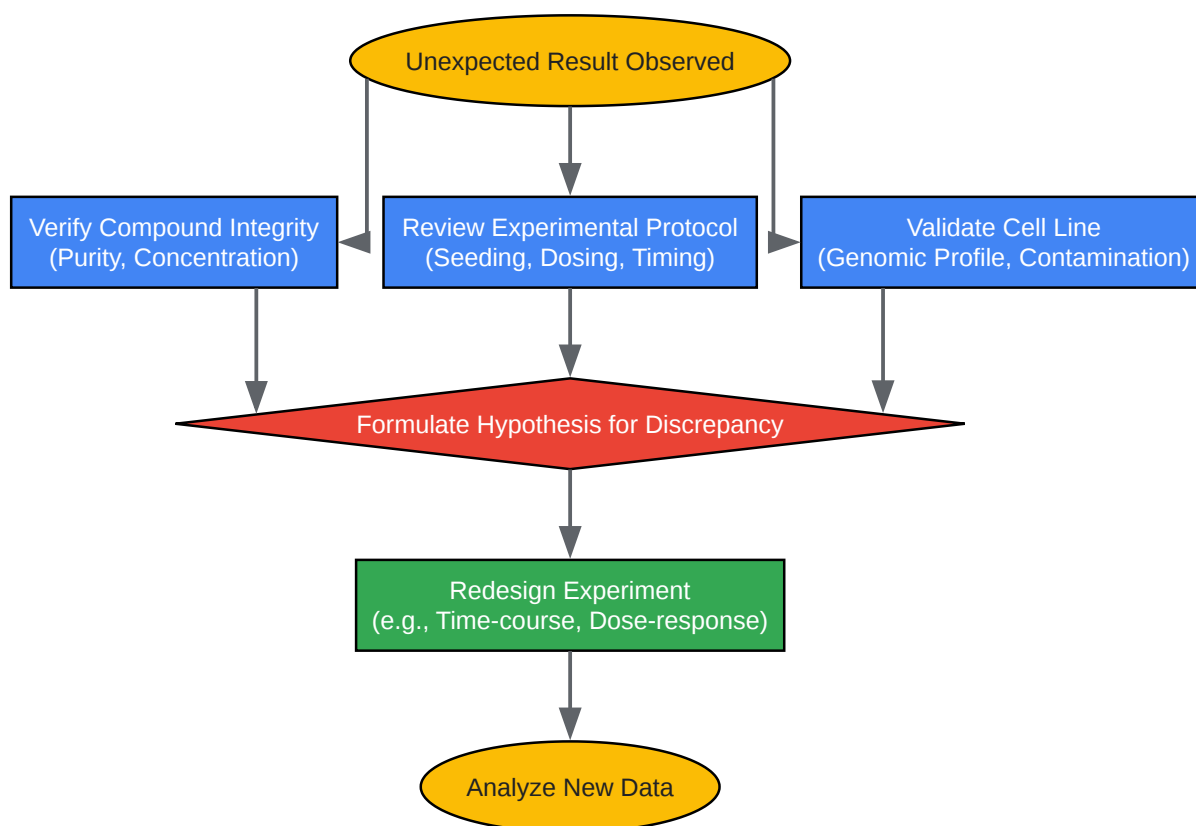 Unexpected Result Observed
Verify Compound Integrity
(Purity, Concentration)
Review Experimental Protocol
(Seeding, Dosing, Timing)
Validate Cell Line
(Genomic Profile, Contamination)
Formulate Hypothesis for Discrepancy
Redesign Experiment
(e.g., Time-course, Dose-response)
Analyze New Data